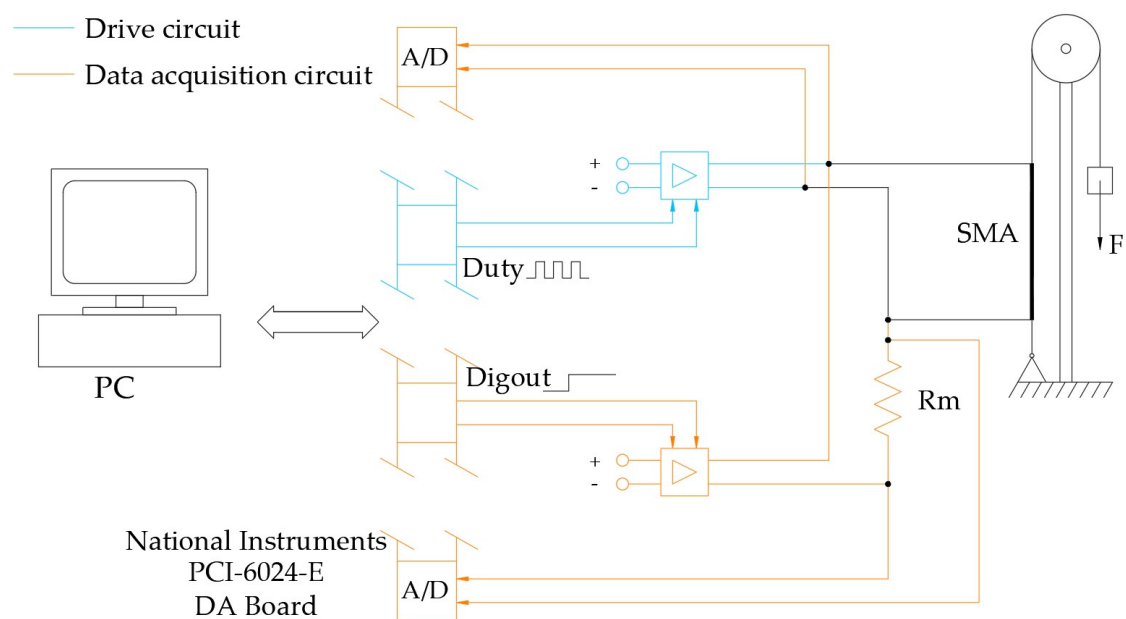 Drive circuit
Data acquisition circuit
A/D
+
-
SMA
F
Duty
PC
Digout
Rm
+
-
National Instruments
PCI-6024-E
DA Board
A/D